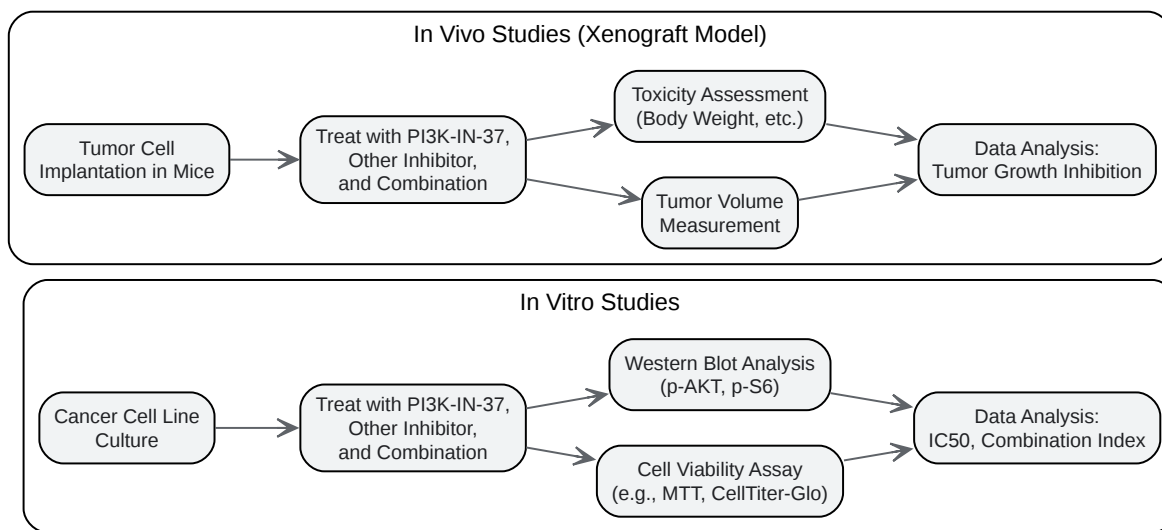 In Vivo Studies (Xenograft Model)
Tumor Cell
Implantation in Mice
Treat with PI3K-IN-37,
Other Inhibitor,
and Combination
Toxicity Assessment
(Body Weight, etc.)
Tumor Volume
Measurement
Data Analysis:
Tumor Growth Inhibition
In Vitro Studies
Cancer Cell Line
Culture
Treat with PI3K-IN-37,
Other Inhibitor,
and Combination
Western Blot Analysis
(p-AKT, p-S6)
Cell Viability Assay
(e.g., MTT, CellTiter-Glo)
Data Analysis:
IC50, Combination Index